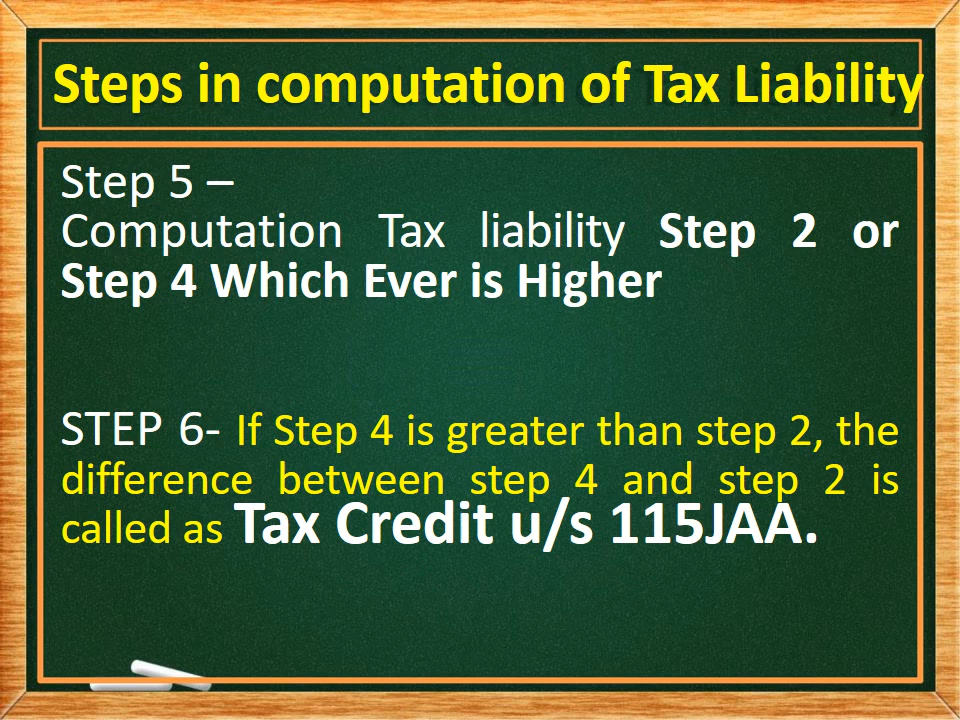 Steps in computation of Tax Liability
Step 5 –
Computation Tax liability Step 2 or
Step 4 Which Ever is Higher
STEP 6- If Step 4 is greater than step 2, the
difference between step 4 and step 2 is
called as Tax Credit u/s 115JAA.